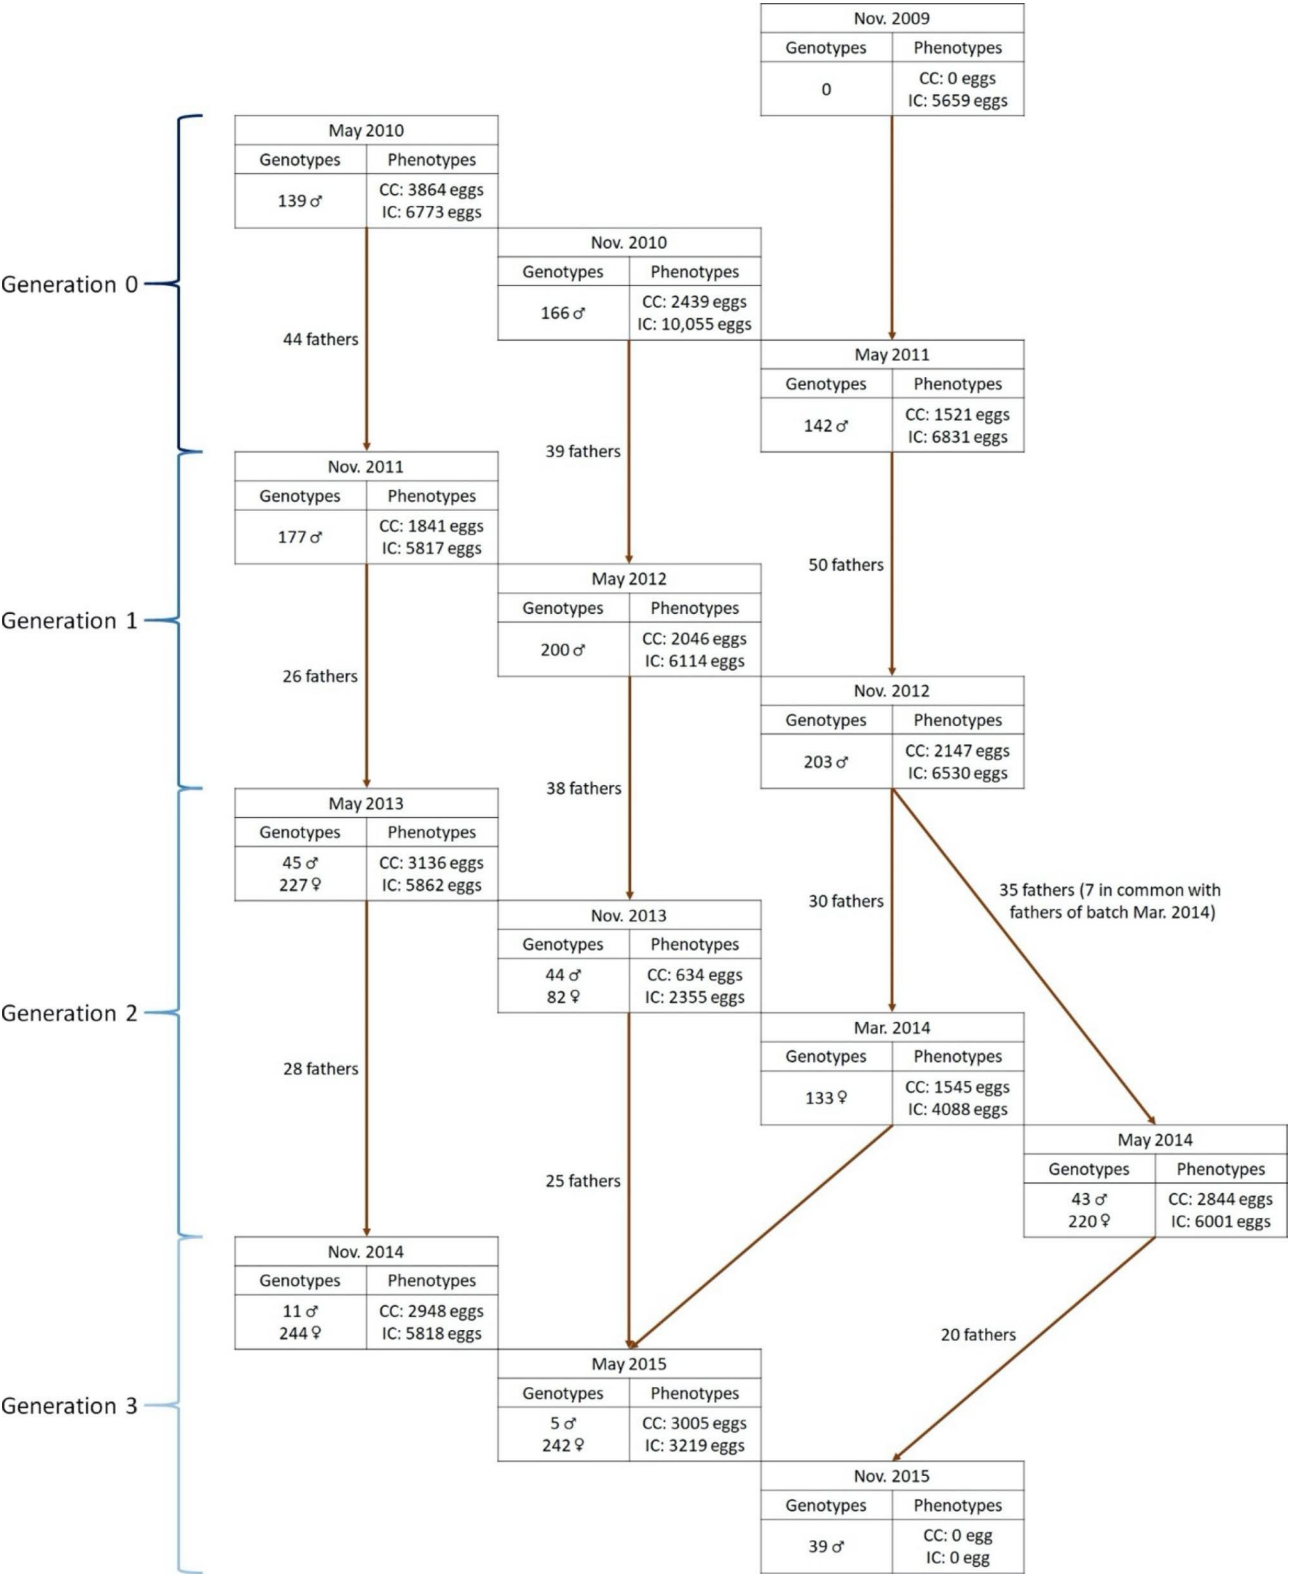 Nov. 2009
Genotypes Phenotypes
0
CC: 0 eggs
IC: 5659 eggs
May 2010
Genotypes Phenotypes
139 ♂
CC: 3864 eggs
IC: 6773 eggs
Generation 0
Nov. 2010
Genotypes Phenotypes
166 ♂
CC: 2439 eggs
IC: 10,055 eggs
44 fathers
May 2011
Genotypes Phenotypes
142 ♂
CC: 1521 eggs
IC: 6831 eggs
39 fathers
Nov. 2011
Genotypes Phenotypes
177 ♂
CC: 1841 eggs
IC: 5817 eggs
50 fathers
Generation 1
May 2012
Genotypes Phenotypes
200 ♂
CC: 2046 eggs
IC: 6114 eggs
26 fathers
Nov. 2012
Genotypes Phenotypes
203 ♂
CC: 2147 eggs
IC: 6530 eggs
38 fathers
May 2013
Genotypes Phenotypes
45 ♂
227 ♀
CC: 3136 eggs
IC: 5862 eggs
30 fathers
35 fathers (7 in common with
fathers of batch Mar. 2014)
Nov. 2013
Genotypes Phenotypes
44 ♂
82 ♀
CC: 634 eggs
IC: 2355 eggs
Generation 2
Mar. 2014
Genotypes Phenotypes
133 ♀
CC: 1545 eggs
IC: 4088 eggs
28 fathers
May 2014
Genotypes Phenotypes
43 ♂
220 ♀
CC: 2844 eggs
IC: 6001 eggs
25 fathers
Nov. 2014
Genotypes Phenotypes
11 ♂
244 ♀
CC: 2948 eggs
IC: 5818 eggs
20 fathers
Generation 3
May 2015
Genotypes Phenotypes
5 ♂
242 ♀
CC: 3005 eggs
IC: 3219 eggs
Nov. 2015
Genotypes Phenotypes
39 ♂
CC: 0 egg
IC: 0 egg